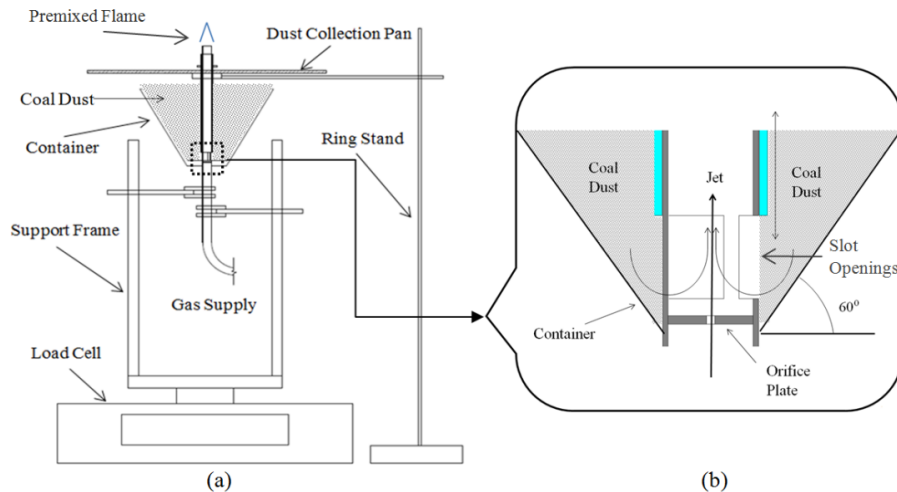 Premixed Flame
Dust Collection Pan
Coal Dust
Container
Ring Stand
Support Frame
Gas Supply
Load Cell
(a)
Coal
Dust
Jet
Coal
Dust
Slot
Openings
60°
Container
Orifice
Plate
(b)